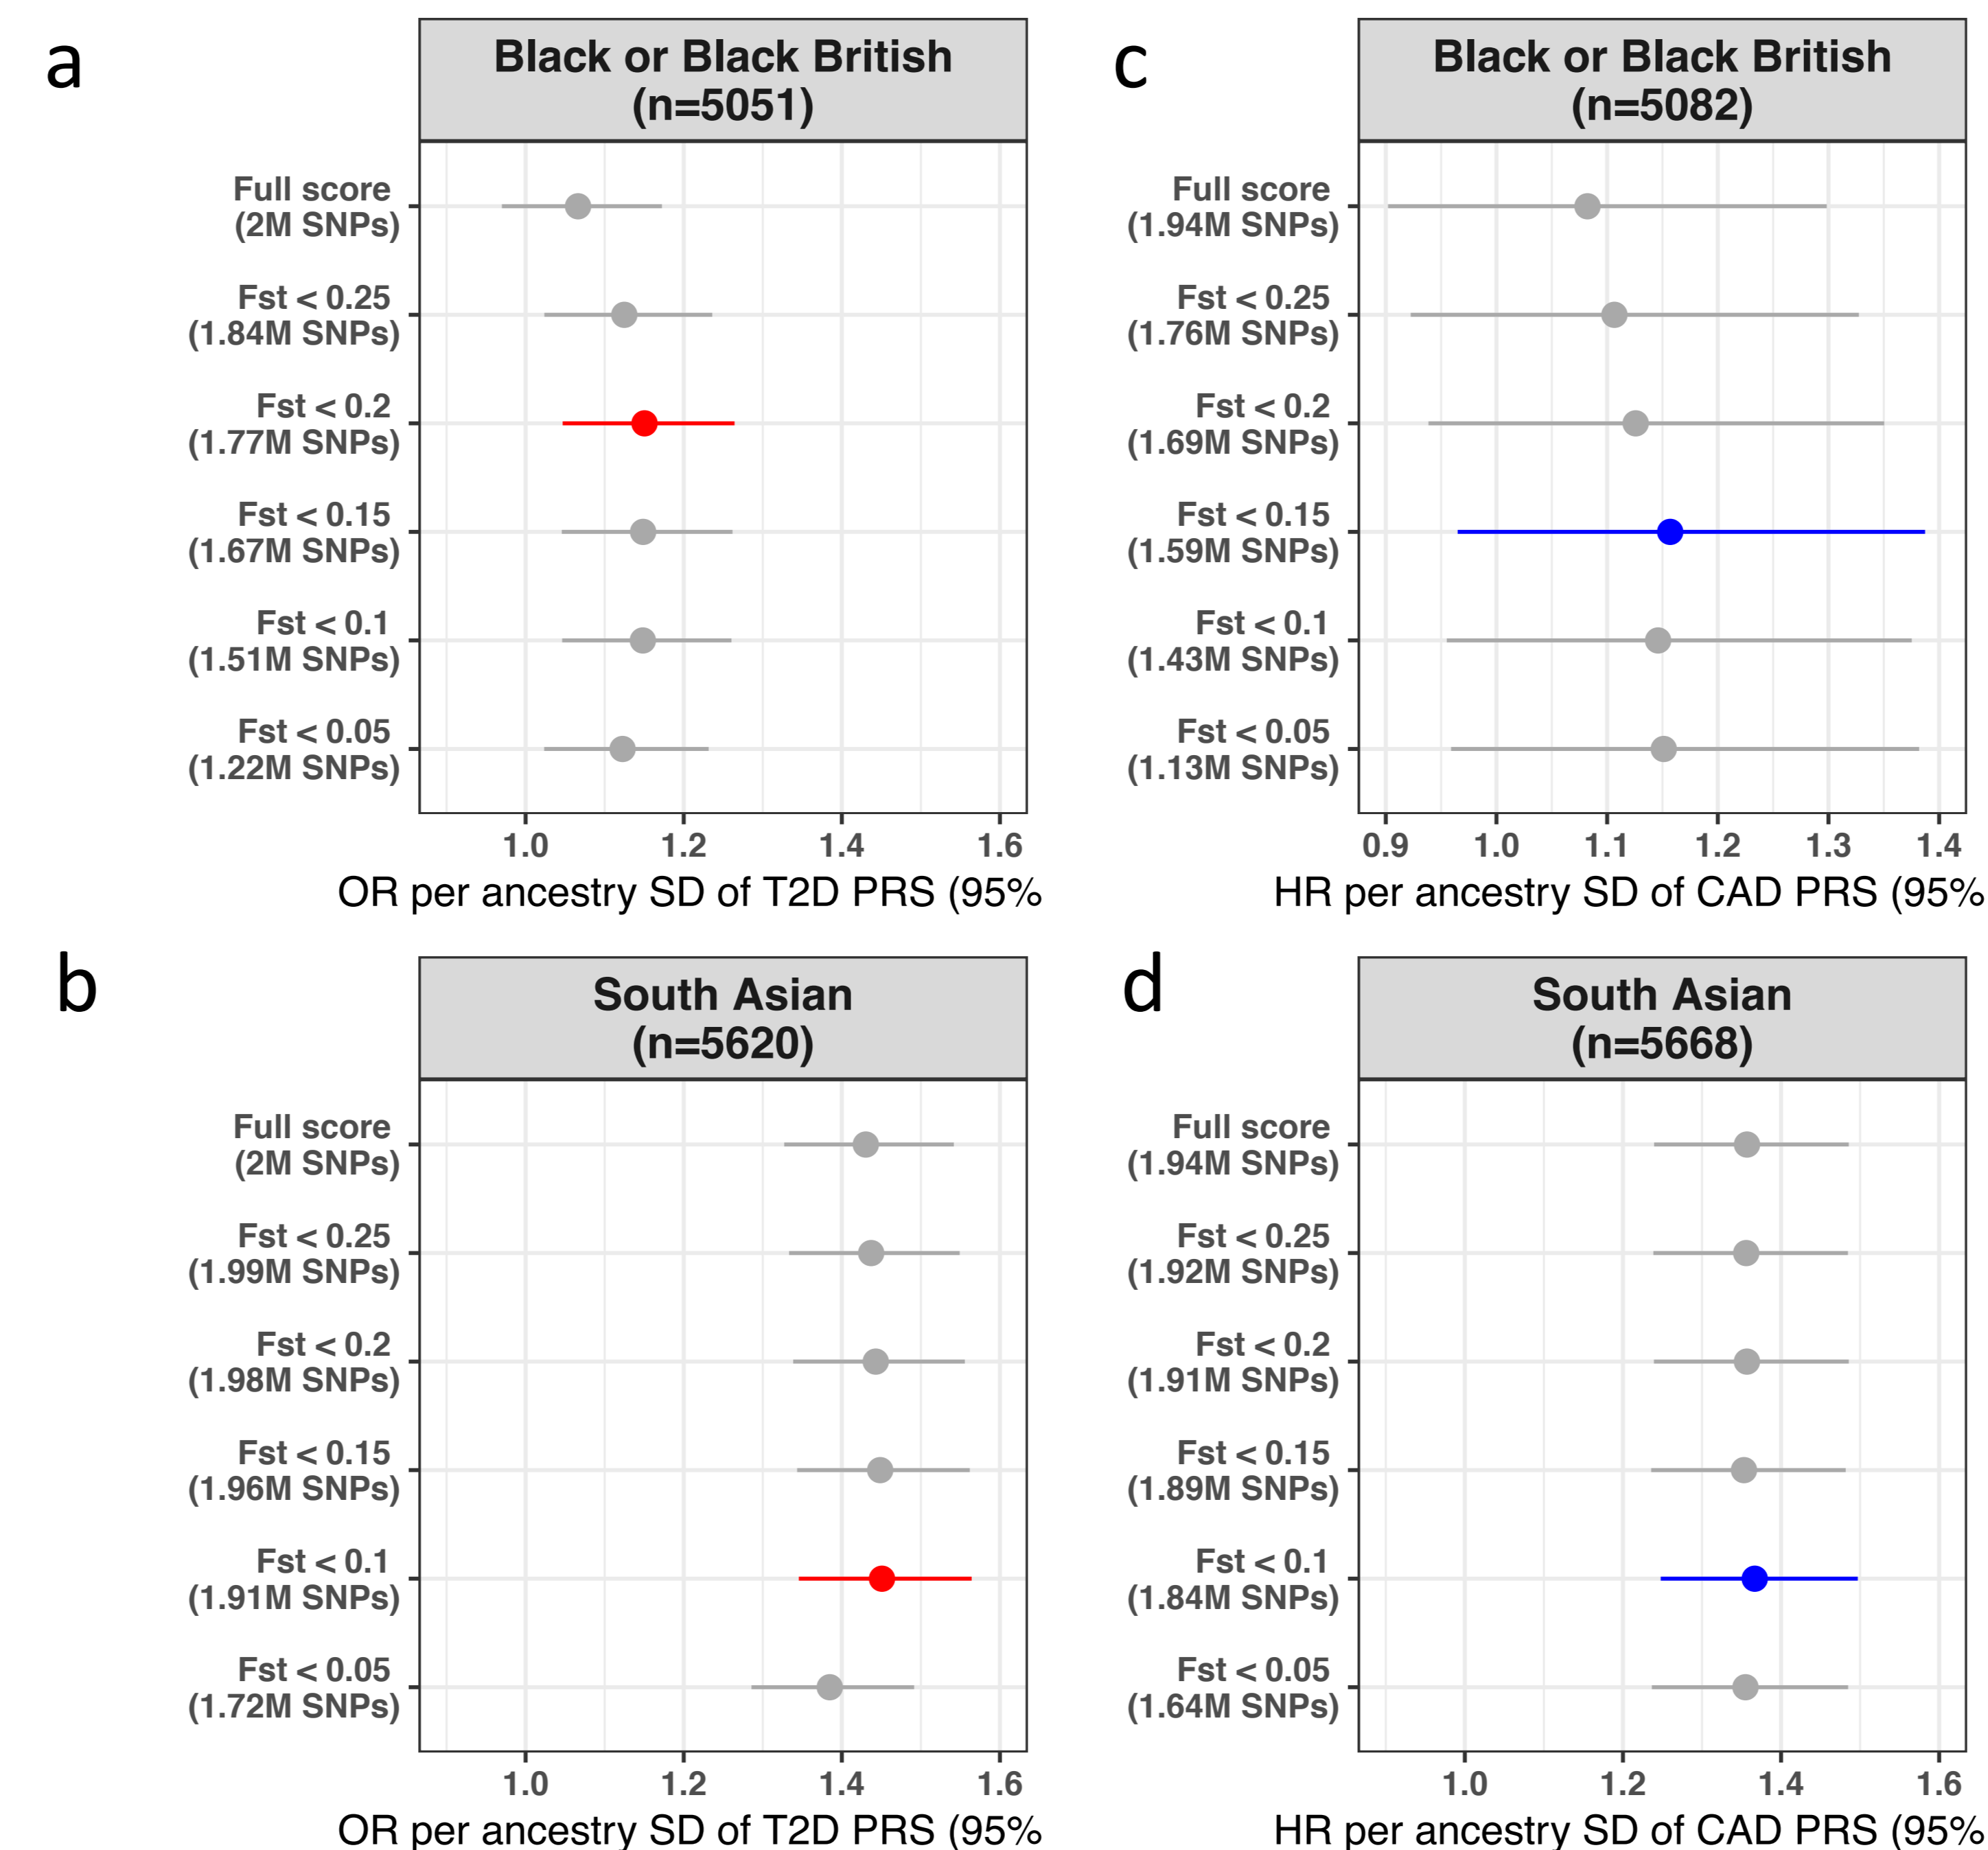 a
Black or Black British
(n=5051)
Full score
(2M SNPs)
Fst < 0.25
(1.84M SNPs)
Fst < 0.2
(1.77M SNPs)
Fst < 0.15
(1.67M SNPs)
Fst < 0.1
(1.51M SNPs)
Fst < 0.05
(1.22M SNPs)
1.0 1.2 1.4 1.6
OR per ancestry SD of T2D PRS (95%
c
Black or Black British
(n=5082)
Full score
(1.94M SNPs)
Fst < 0.25
(1.76M SNPs)
Fst < 0.2
(1.69M SNPs)
Fst < 0.15
(1.59M SNPs)
Fst < 0.1
(1.43M SNPs)
Fst < 0.05
(1.13M SNPs)
0.9 1.0 1.1 1.2 1.3 1.4
HR per ancestry SD of CAD PRS (95%
b
South Asian
(n=5620)
Full score
(2M SNPs)
Fst < 0.25
(1.99M SNPs)
Fst < 0.2
(1.98M SNPs)
Fst < 0.15
(1.96M SNPs)
Fst < 0.1
(1.91M SNPs)
Fst < 0.05
(1.72M SNPs)
1.0 1.2 1.4 1.6
OR per ancestry SD of T2D PRS (95%
d
South Asian
(n=5668)
Full score
(1.94M SNPs)
Fst < 0.25
(1.92M SNPs)
Fst < 0.2
(1.91M SNPs)
Fst < 0.15
(1.89M SNPs)
Fst < 0.1
(1.84M SNPs)
Fst < 0.05
(1.64M SNPs)
1.0 1.2 1.4 1.6
HR per ancestry SD of CAD PRS (95%